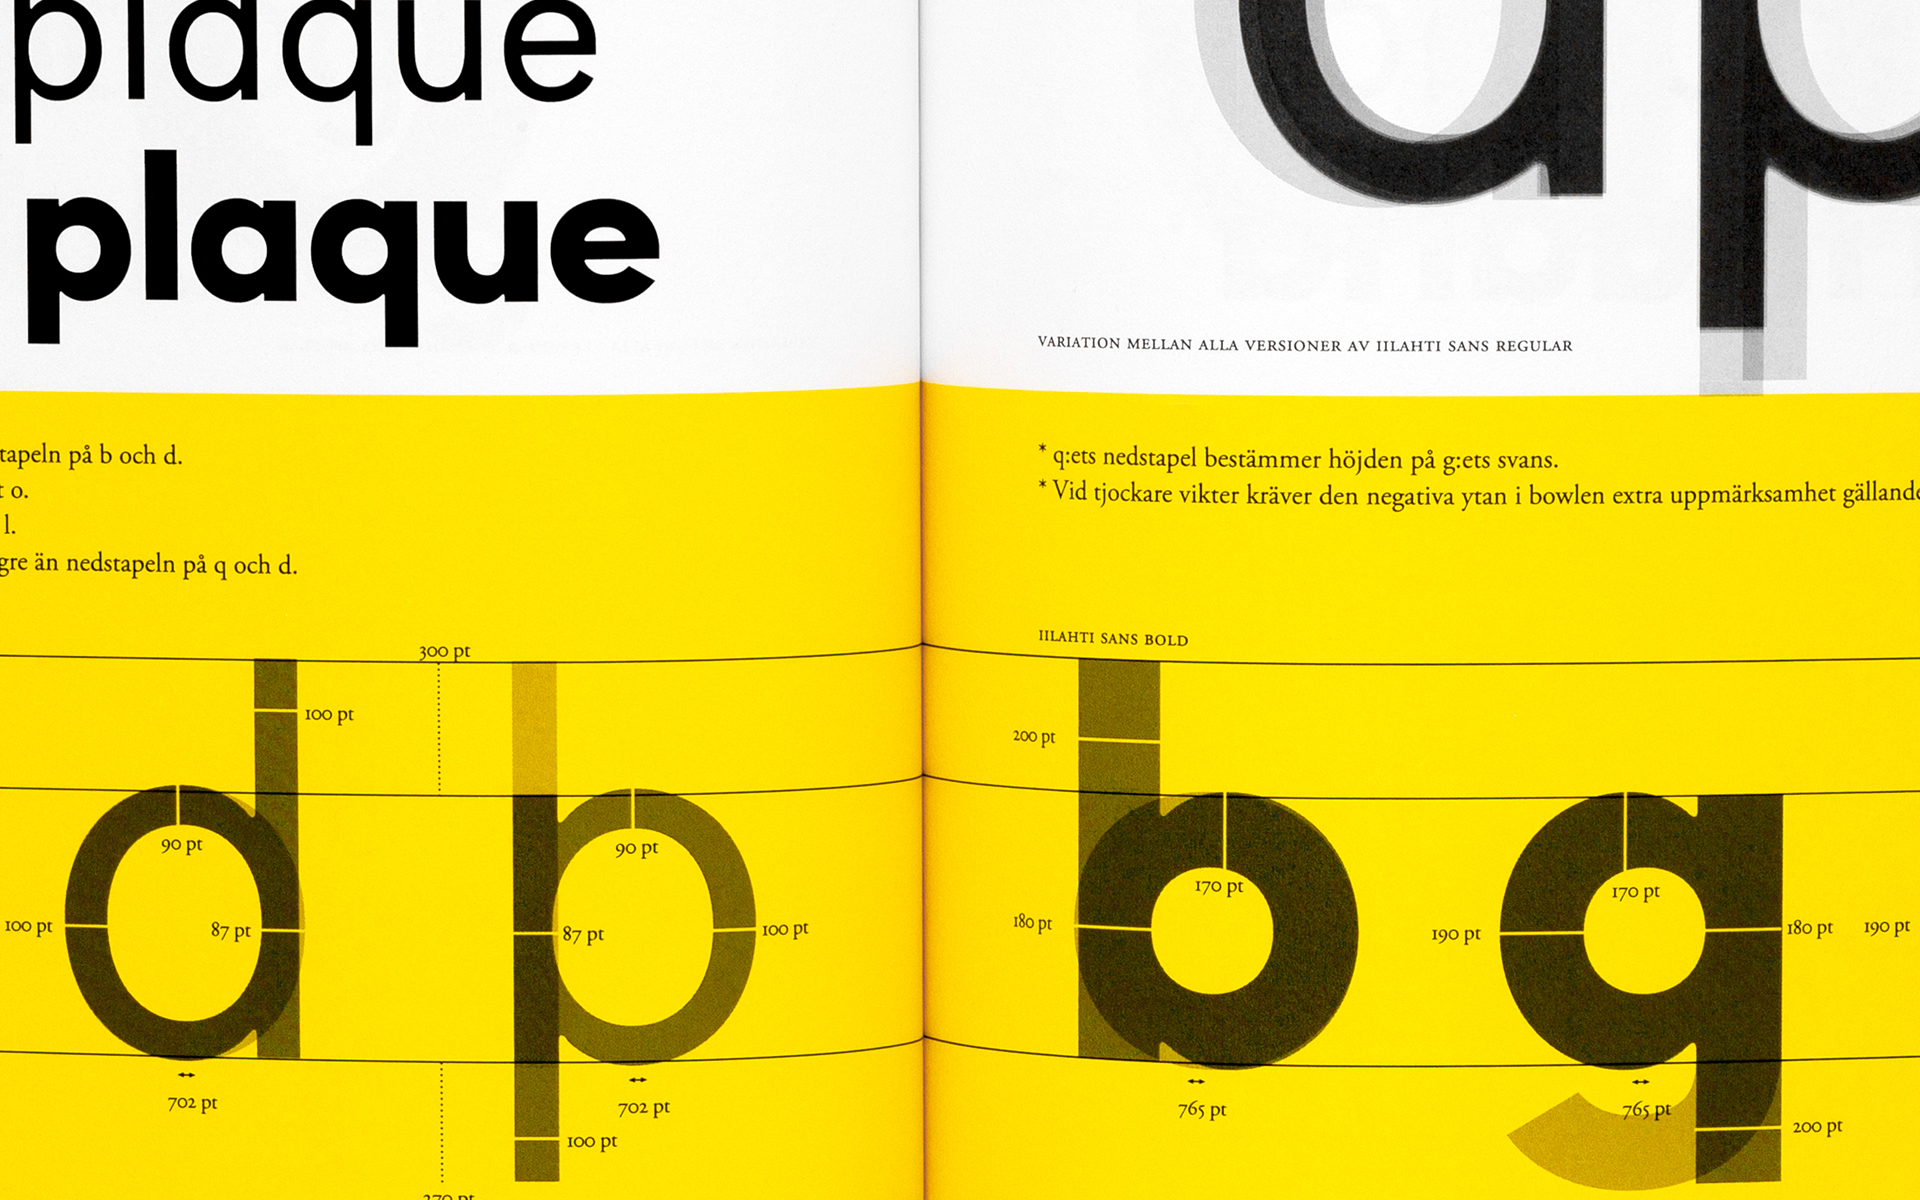 plaque
plaque
tapeln på b och d.
t o.
l.
gre än nedstapeln på q och d.
300 pt
100 pt
90 pt
90 pt
100 pt
87 pt
87 pt
100 pt
702 pt
702 pt
100 pt
270 pt
ap
VARIATION MELLAN ALLA VERSIONER AV IILAHTI SANS REGULAR
* q:ets nedstapel bestämmer höjden på g:ets svans.
* Vid tjockare vikter kräver den negativa ytan i bowlen extra uppmärksamhet gällande
IILAHTI SANS BOLD
200 pt
b q
170 pt
170 pt
180 pt
190 pt
180 pt
190 pt
765 pt
765 pt
200 pt
d p